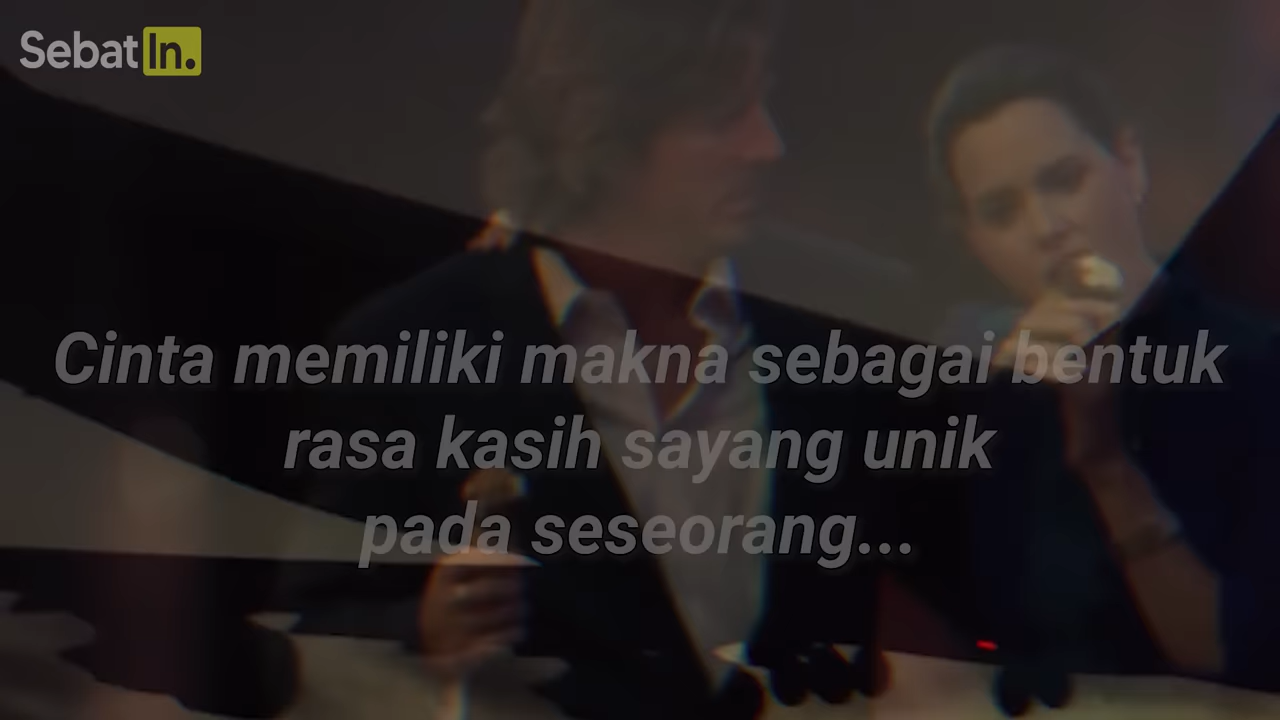 SebatIn.
Cinta memiliki makna sebagai bentuk
rasa kasih sayang unik
pada seseorang...